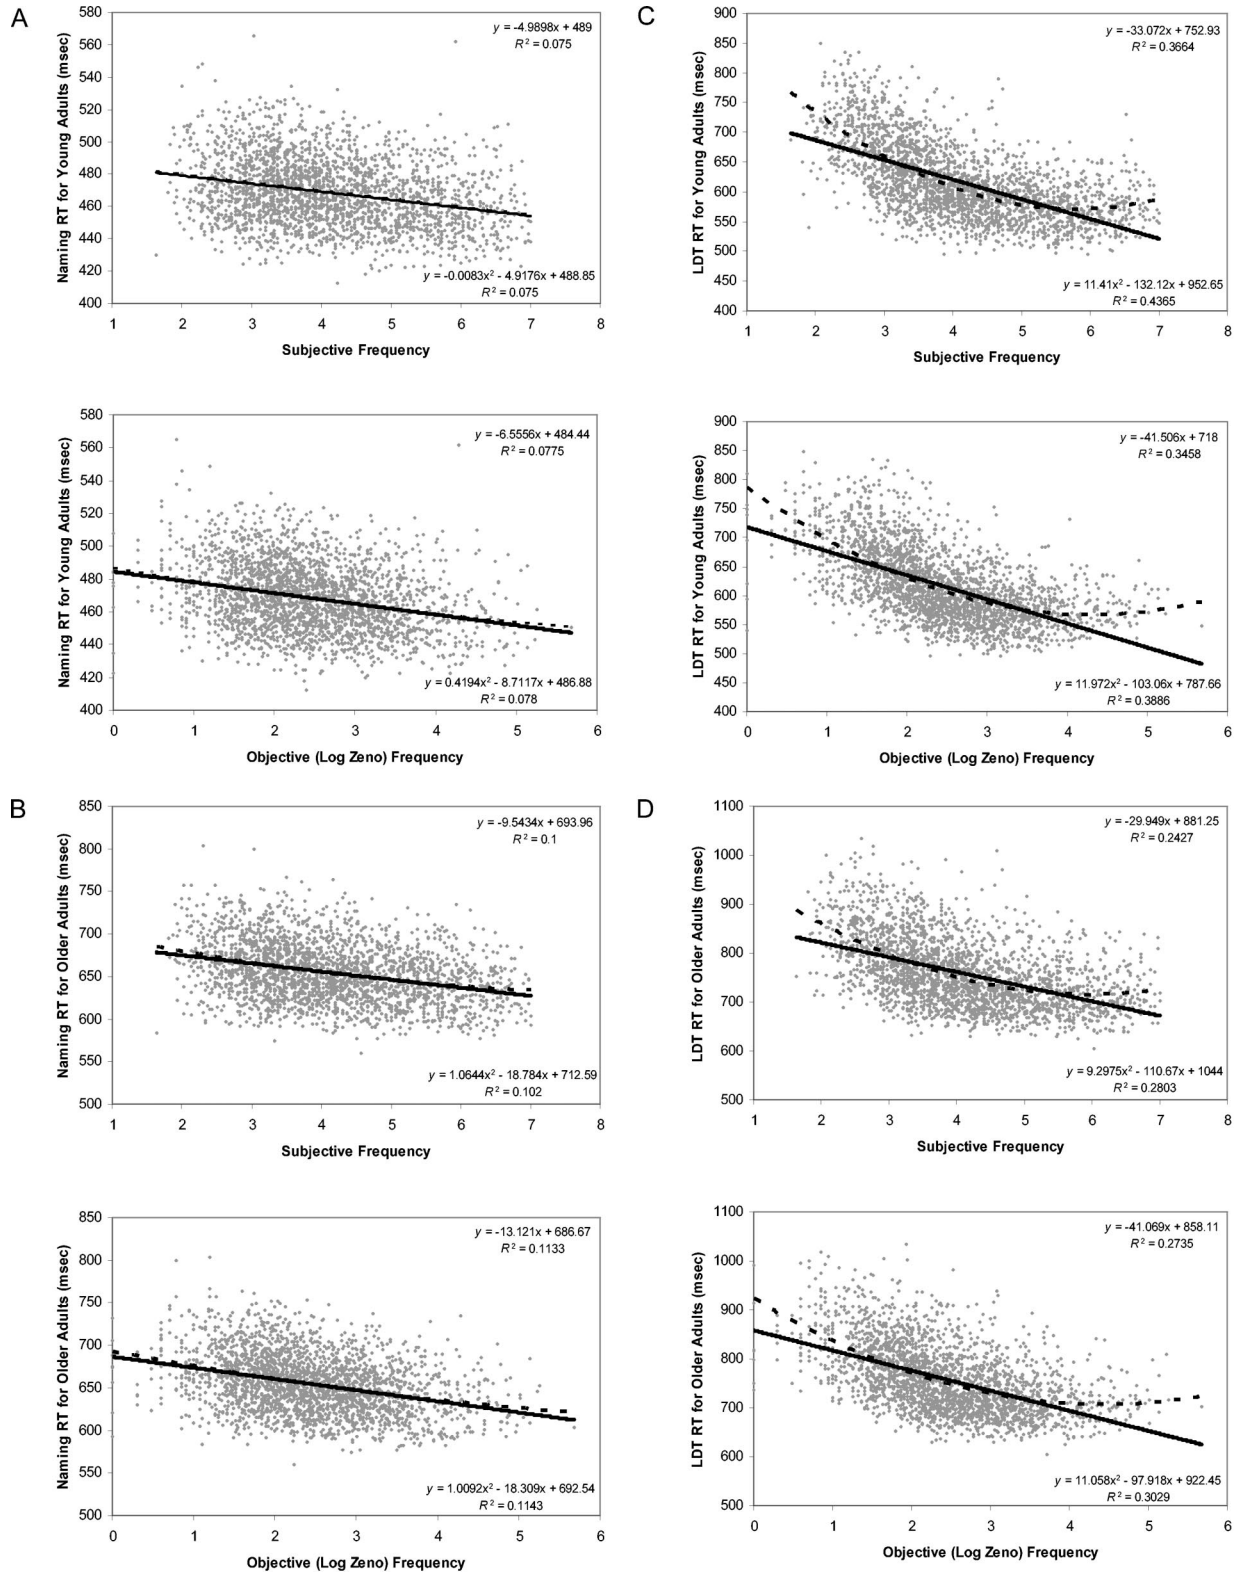 A
580
560
540
520
500
480
460
440
420
400
Naming RT for Young Adults (msec)
y = -4.9898x + 489
R² = 0.075
y = -0.0083x² - 4.9176x + 488.85
R² = 0.075
1 2 3 4 5 6 7 8
Subjective Frequency
580
560
540
520
500
480
460
440
420
400
Naming RT for Young Adults (msec)
y = -6.5556x + 484.44
R² = 0.0775
y = 0.4194x² - 8.7117x + 486.88
R² = 0.078
0 1 2 3 4 5 6
Objective (Log Zeno) Frequency
B
850
800
750
700
650
600
550
500
Naming RT for Older Adults (msec)
y = -9.5434x + 693.96
R² = 0.1
y = 1.0644x² - 18.784x + 712.59
R² = 0.102
1 2 3 4 5 6 7 8
Subjective Frequency
850
800
750
700
650
600
550
500
Naming RT for Older Adults (msec)
y = -13.121x + 686.67
R² = 0.1133
y = 1.0092x² - 18.309x + 692.54
R² = 0.1143
0 1 2 3 4 5 6
Objective (Log Zeno) Frequency
C
900
850
800
750
700
650
600
550
500
450
400
LDT RT for Young Adults (msec)
y = -33.072x + 752.93
R² = 0.3664
y = 11.41x² - 132.12x + 952.65
R² = 0.4365
1 2 3 4 5 6 7 8
Subjective Frequency
900
850
800
750
700
650
600
550
500
450
400
LDT RT for Young Adults (msec)
y = -41.506x + 718
R² = 0.3458
y = 11.972x² - 103.06x + 787.66
R² = 0.3886
0 1 2 3 4 5 6
Objective (Log Zeno) Frequency
D
1100
1000
900
800
700
600
500
LDT RT for Older Adults (msec)
y = -29.949x + 881.25
R² = 0.2427
y = 9.2975x² - 110.67x + 1044
R² = 0.2803
1 2 3 4 5 6 7 8
Subjective Frequency
1100
1000
900
800
700
600
500
LDT RT for Older Adults (msec)
y = -41.069x + 858.11
R² = 0.2735
y = 11.058x² - 97.918x + 922.45
R² = 0.3029
0 1 2 3 4 5 6
Objective (Log Zeno) Frequency